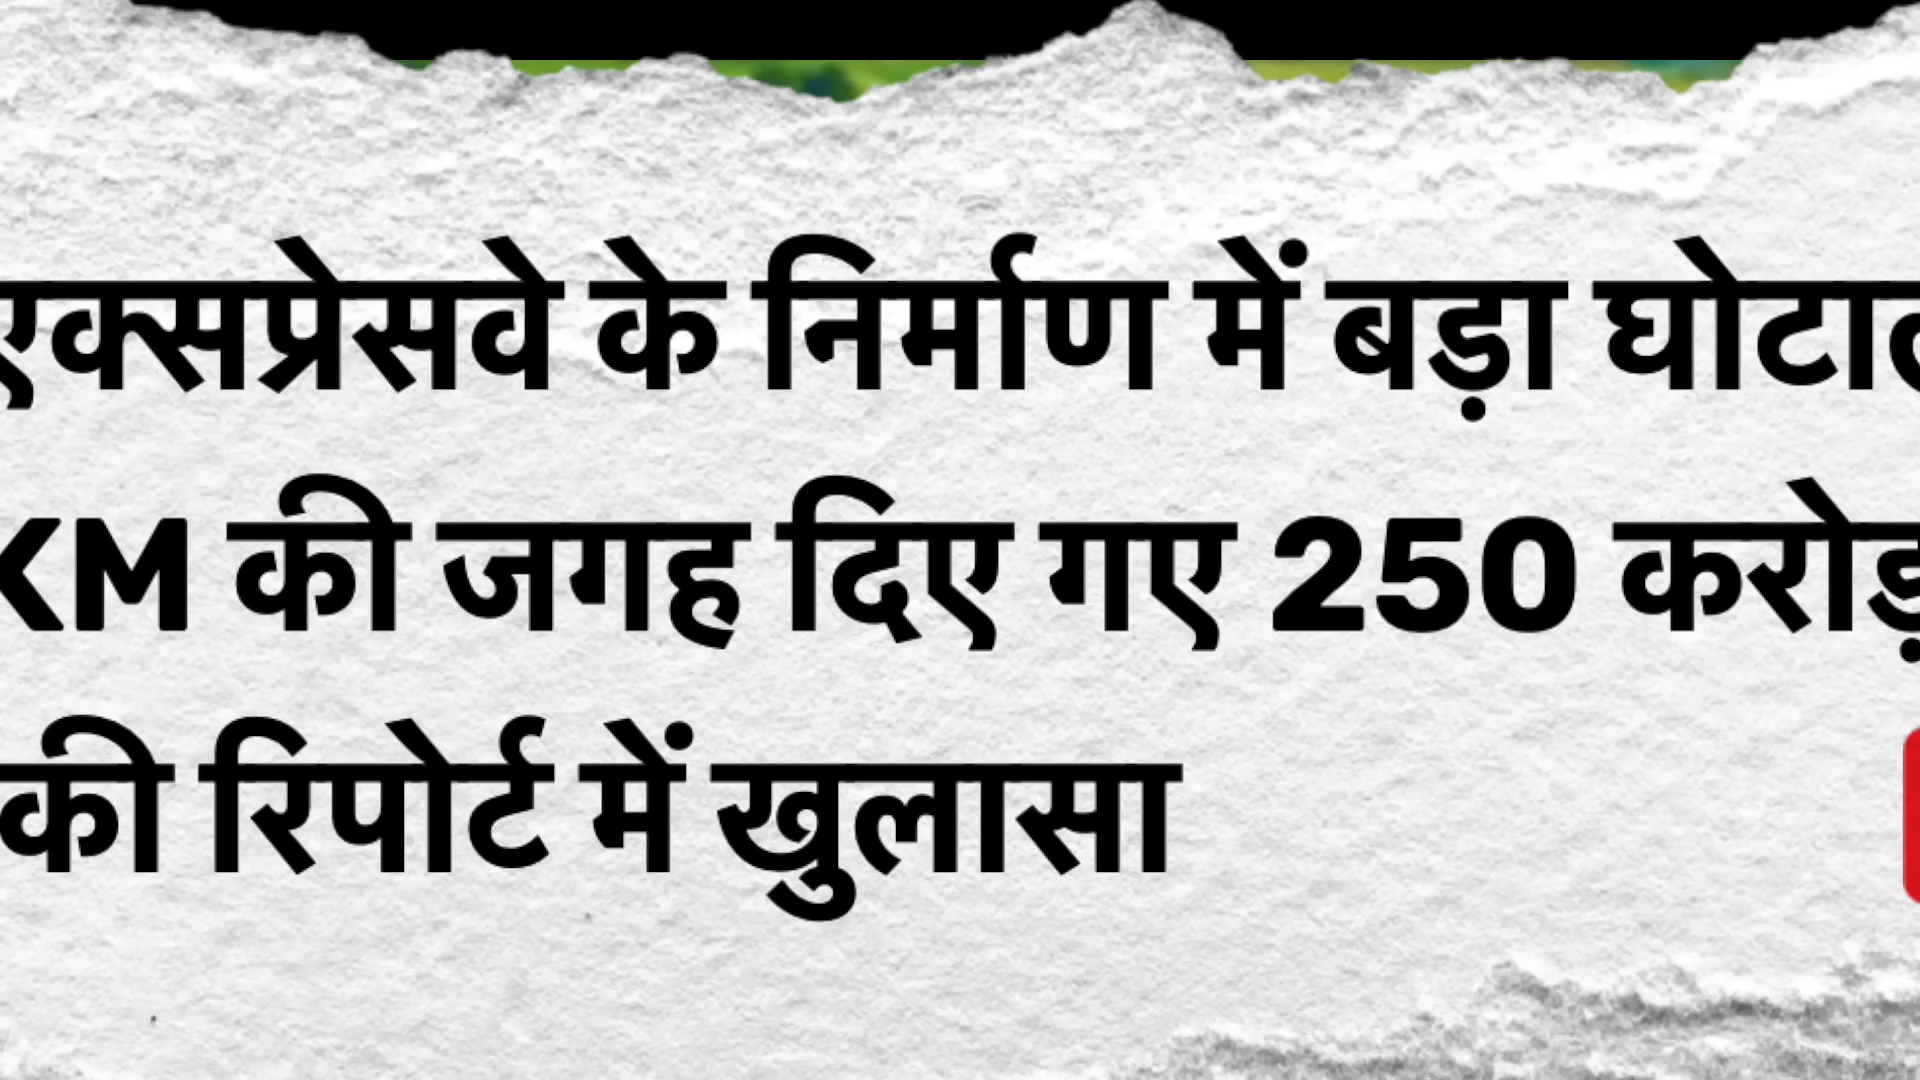 एक्सप्रेसवे के निर्माण में बड़ा
KM की जगह दिए गए 250 करोड़
की रिपोर्ट में खुलासा